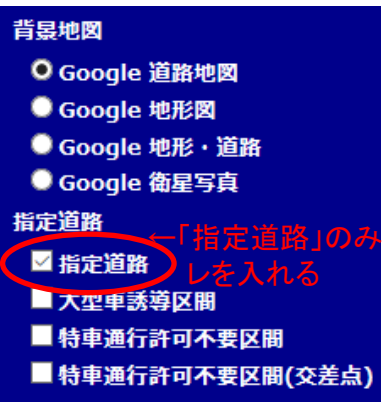 背景地図
Google 道路地図
Google 地形図
Google 地形・道路
Google 衛星写真
指定道路
←「指定道路」のみ
レを入れる
指定道路
大型車誘導区間
特車通行許可不要区間
特車通行許可不要区間(交差点)